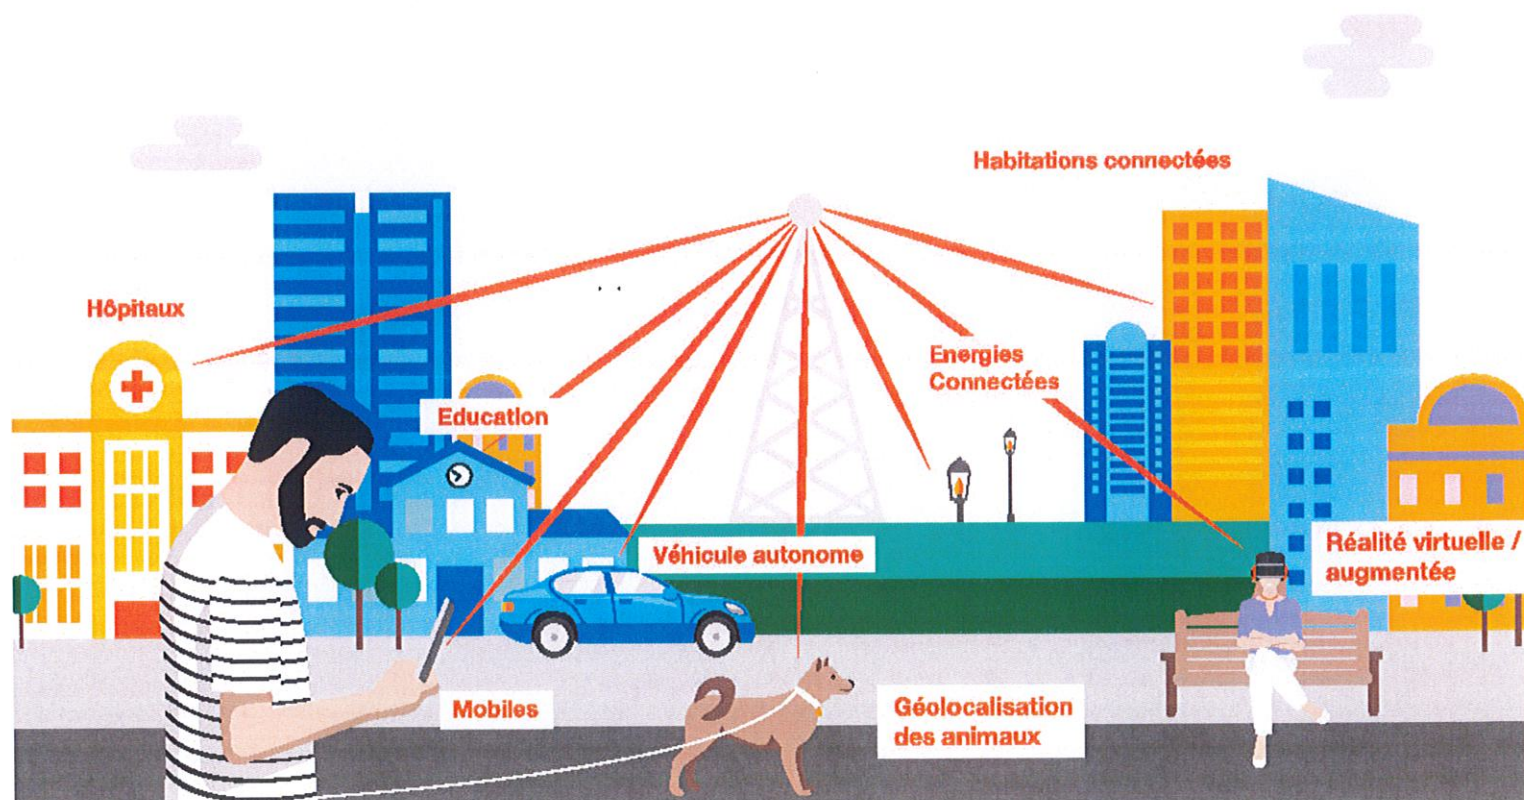 Habitations connectées
Hôpitaux
Energies
Connectées
Education
Véhicule autonome
Réalité virtuelle /
augmentée
Mobiles
Géolocalisation
des animaux